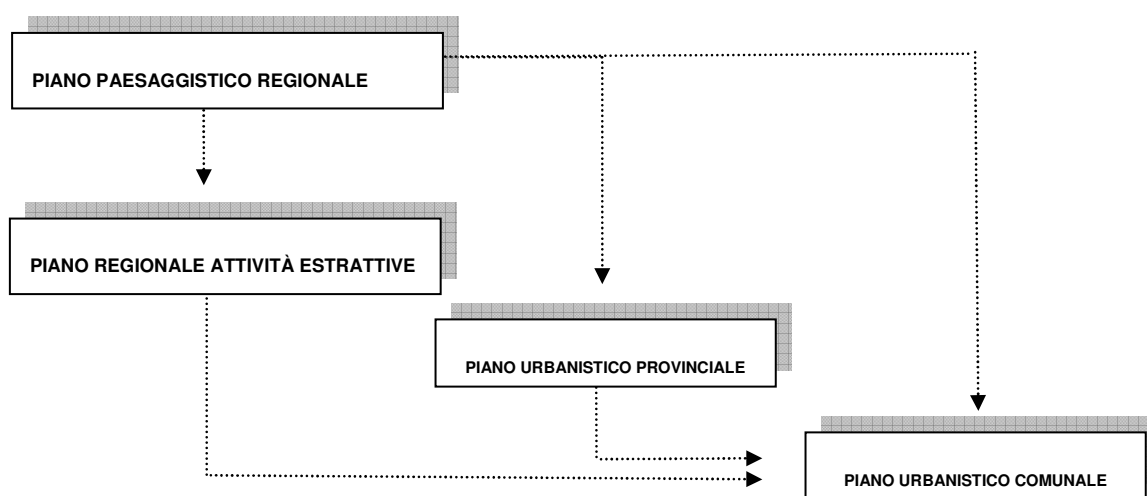 PIANO PAESAGGISTICO REGIONALE
PIANO REGIONALE ATTIVITÀ ESTRATTIVE
PIANO URBANISTICO PROVINCIALE
PIANO URBANISTICO COMUNALE